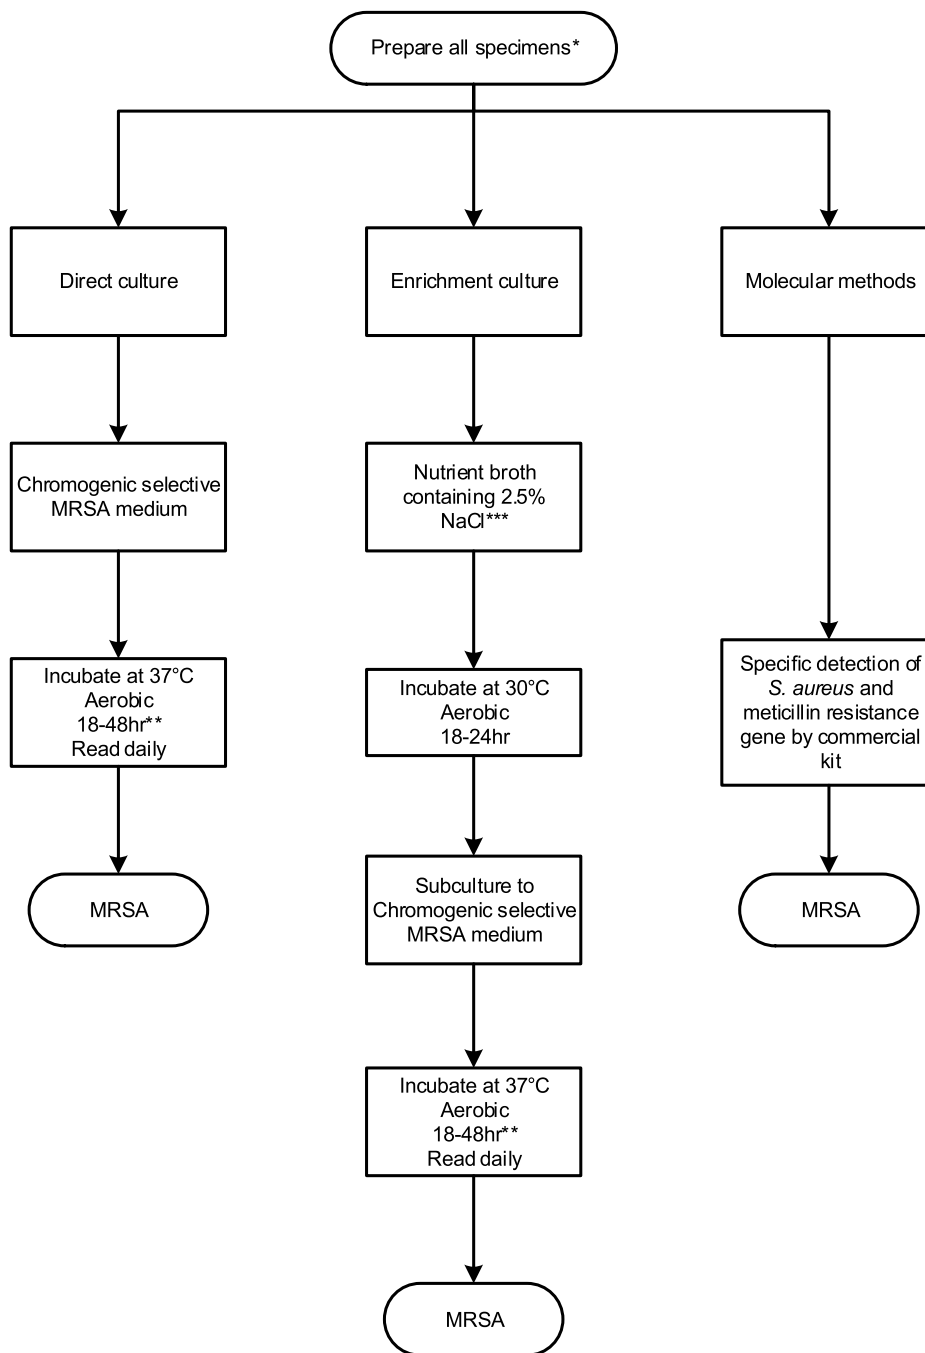 Prepare all specimens*
Direct culture
Enrichment culture
Molecular methods
Chromogenic selective
MRSA medium
Nutrient broth
containing 2.5%
NaCl***
Incubate at 37°C
Aerobic
18-48hr**
Read daily
Incubate at 30°C
Aerobic
18-24hr
Specific detection of
S. aureus and
meticillin resistance
gene by commercial
kit
MRSA
Subculture to
Chromogenic selective
MRSA medium
MRSA
Incubate at 37°C
Aerobic
18-48hr**
Read daily
MRSA